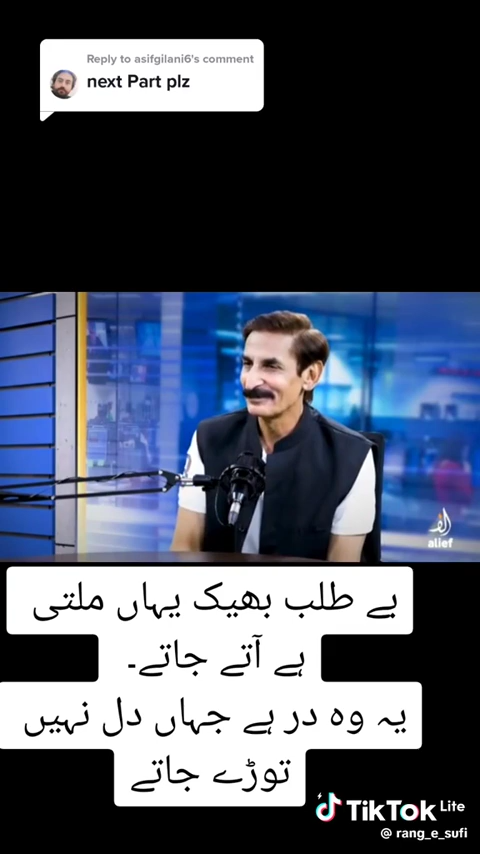 Reply to asifgilani6's comment
next Part plz
الف
alief
بے طلب بھیک یہاں ملتی
ہے آتے جاتے۔
یہ وہ در ہے جہاں دل نہیں
توڑے جاتے
TikTok Lite
@ rang_e_sufi